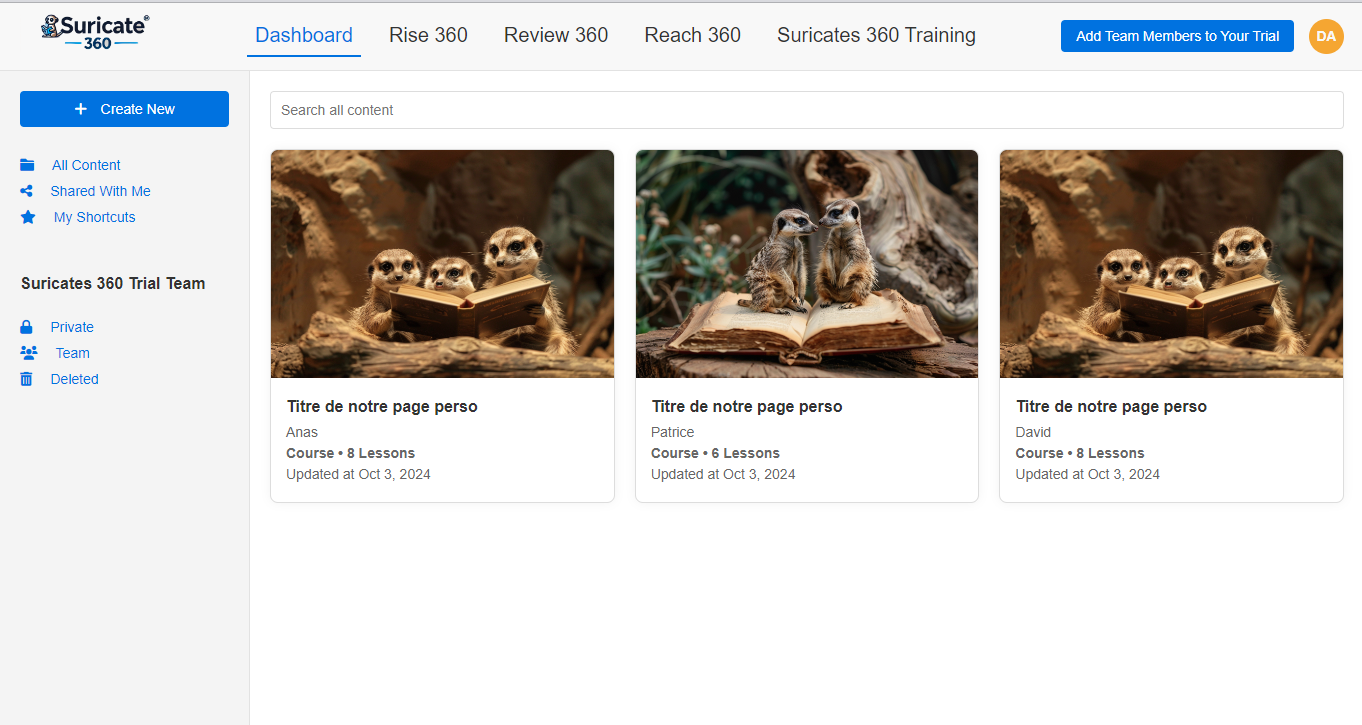 Suricate®
360
Dashboard
Rise 360
Review 360
Reach 360
Suricates 360 Training
Add Team Members to Your Trial
DA
Create New
All Content
Shared With Me
My Shortcuts
Suricates 360 Trial Team
Private
Team
Deleted
Search all content
Titre de notre page perso
Anas
Course • 8 Lessons
Updated at Oct 3, 2024
Titre de notre page perso
Patrice
Course • 6 Lessons
Updated at Oct 3, 2024
Titre de notre page perso
David
Course • 8 Lessons
Updated at Oct 3, 2024